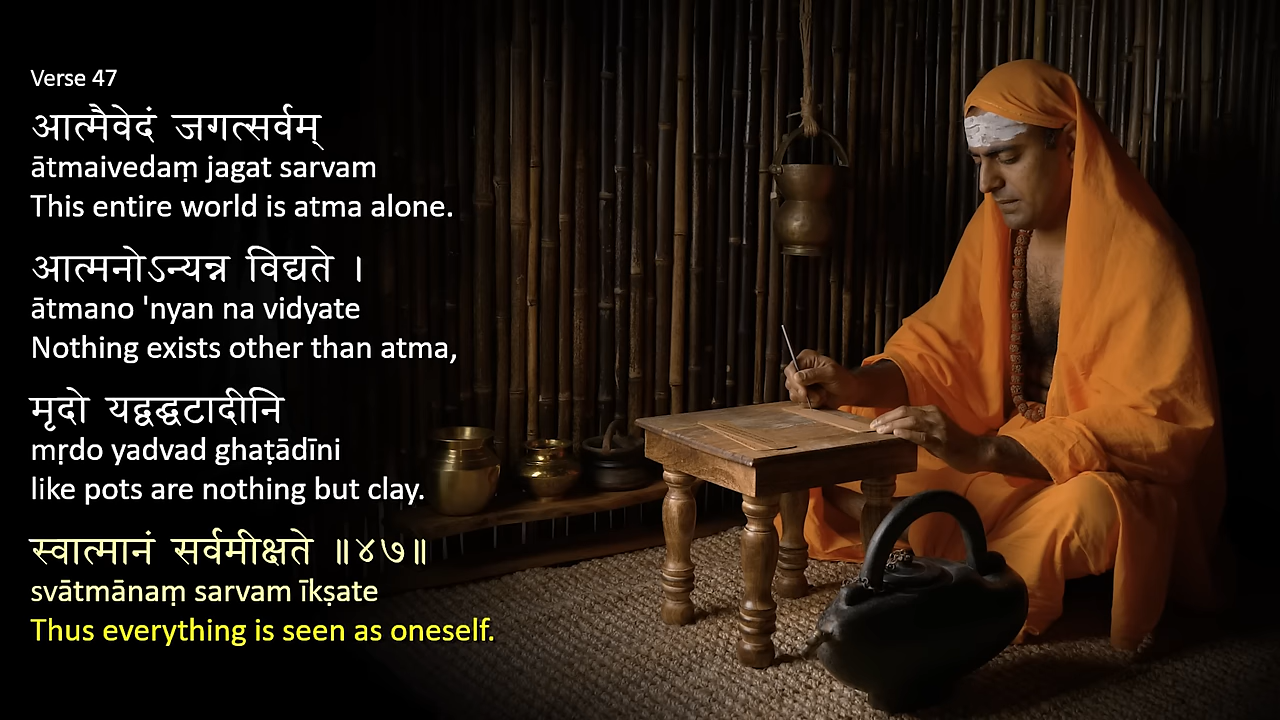 Verse 47
आत्मैवेदं जगत्सर्वम्
ātmaivedaṃ jagat sarvam
This entire world is atma alone.
आत्मनोऽन्यन्न विद्यते ।
ātmano 'nyan na vidyate
Nothing exists other than atma,
मृदो यद्वद्घटादीनि
mṛdo yadvad ghaṭādīni
like pots are nothing but clay.
स्वात्मानं सर्वमीक्षते ॥४७॥
svātmānaṃ sarvam īkṣate
Thus everything is seen as oneself.